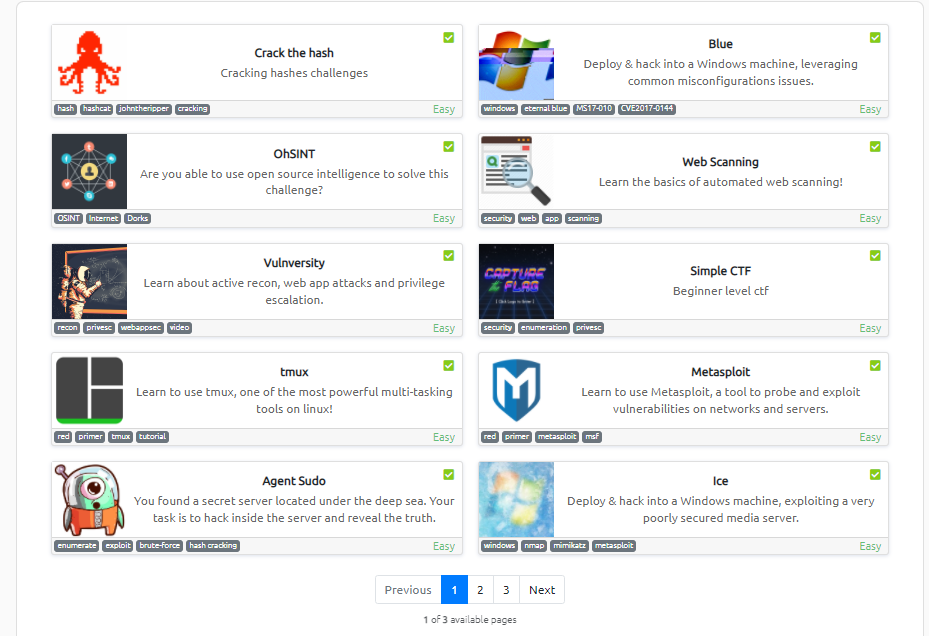 Crack the hash
Cracking hashes challenges
hash hashcat johntheripper cracking
Easy
Blue
Deploy & hack into a Windows machine, leveraging
common misconfigurations issues.
windows eternal blue MS17-010 CVE2017-0144
Easy
OhSINT
Are you able to use open source intelligence to solve this
challenge?
OSINT Internet Dorks
Easy
Web Scanning
Learn the basics of automated web scanning!
security web app scanning
Easy
Vulnversity
Learn about active recon, web app attacks and privilege
escalation.
recon privesc webappsec video
Easy
CAPTURE
THE FLAG
Simple CTF
Beginner level ctf
security enumeration privesc
Easy
tmux
Learn to use tmux, one of the most powerful multi-tasking
tools on linux!
red primer tmux tutorial
Easy
Metasploit
Learn to use Metasploit, a tool to probe and exploit
vulnerabilities on networks and servers.
red primer metasploit msf
Easy
Agent Sudo
You found a secret server located under the deep sea. Your
task is to hack inside the server and reveal the truth.
enumerate exploit brute-force hash cracking
Easy
Ice
Deploy & hack into a Windows machine, exploiting a very
poorly secured media server.
windows nmap mimikatz metasploit
Easy
Previous 1 2 3 Next
1 of 3 available pages